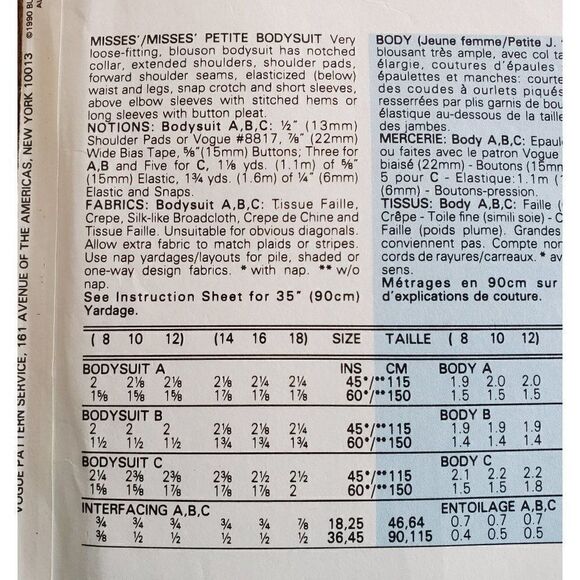 ©1990 BU
VOGUE PATTERN SERVICE, 161 AVENUE OF THE AMERICAS, NEW YORK 10013
MISSES'/MISSES' PETITE BODYSUIT Very
loose-fitting, blouson bodysuit has notched
collar, extended shoulders, shoulder pads,
forward shoulder seams, elasticized (below)
waist and legs, snap crotch and short sleeves,
above elbow sleeves with stitched hems or
long sleeves with button pleat.
NOTIONS: Bodysuit A,B,C: ½" (13mm)
Shoulder Pads or Vogue #8817, ⅞" (22mm)
Wide Bias Tape, ⅝"(15mm) Buttons; Three for
A,B and Five for C, 1⅛ yds. (1.1m) of ⅝"
(15mm) Elastic, 1¾ yds. (1.6m) of ¼" (6mm)
Elastic and Snaps.
FABRICS: Bodysuit A,B,C: Tissue Faille,
Crepe, Silk-like Broadcloth, Crepe de Chine and
Tissue Faille. Unsuitable for obvious diagonals.
Allow extra fabric to match plaids or stripes.
Use nap yardages/layouts for pile, shaded or
one-way design fabrics. * with nap. ** w/o
nap.
See Instruction Sheet for 35" (90cm)
Yardage.
BODY (Jeune femme/Petite J.
blousant très ample, avec col ta
élargie, coutures d'épaules
épaulettes et manches: courte
des coudes à ourlets piqués
resserrées par plis garnis de bou
élastique au-dessous de la taille
des jambes.
MERCERIE: Body A,B,C: Epaul
ou faites avec le patron Vogue
biaisé (22mm) - Boutons (15mm
5 pour C - Elastique: 1.1m (1
(6mm) - Boutons-pression.
TISSUS: Body A,B,C: Faille (
Crêpe - Toile fine (simili soie) - C
Faille (poids plume). Grandes
conviennent pas. Compte non
cords de rayures/carreaux. * av
sens.
Métrages en 90cm sur
d'explications de couture.
( 8 10 12) (14 16 18) SIZE TAILLE ( 8 10 12)
BODYSUIT A INS CM BODY A
2 2⅛ 2⅛ 2⅛ 2¼ 2¼ 45*/**115 1.9 2.0 2.0
1⅝ 1⅝ 1⅝ 1⅞ 1⅞ 1⅞ 60*/**150 1.5 1.5 1.5
BODYSUIT B BODY B
2 2 2 2⅛ 2⅛ 2⅛ 45*/**115 1.9 1.9 1.9
1½ 1½ 1½ 1¾ 1¾ 1¾ 60*/**150 1.4 1.4 1.4
BODYSUIT C BODY C
2¼ 2⅜ 2⅜ 2⅜ 2½ 2½ 45*/**115 2.1 2.2 2.2
1⅝ 1⅝ 1⅞ 1⅞ 1⅞ 2 60*/**150 1.5 1.5 1.8
INTERFACING A,B,C ENTOILAGE A,B,C
¾ ¾ ¾ ¾ ¾ ⅞ 18,25 46,64 0.7 0.7 0.7
⅜ ½ ½ ½ ½ ½ 36,45 90,115 0.4 0.5 0.5